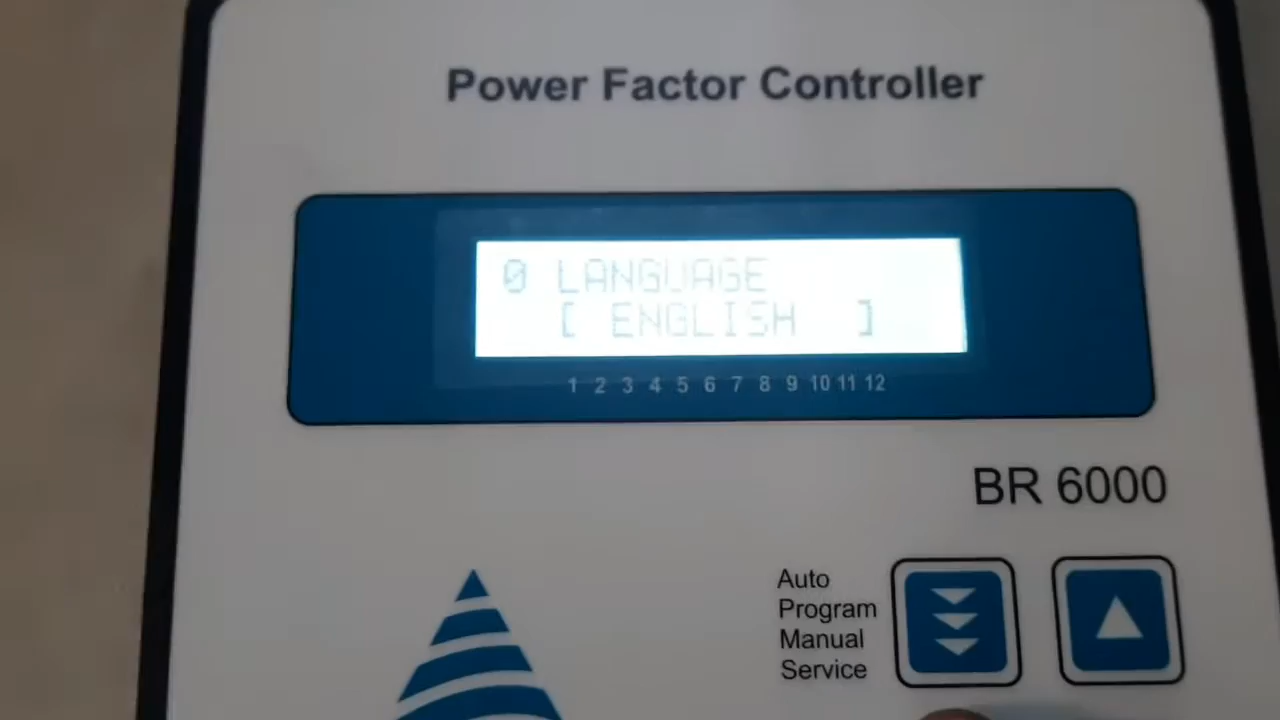 Power Factor Controller
0 LANGUAGE
[ ENGLISH ]
1 2 3 4 5 6 7 8 9 10 11 12
BR 6000
Auto
Program
Manual
Service